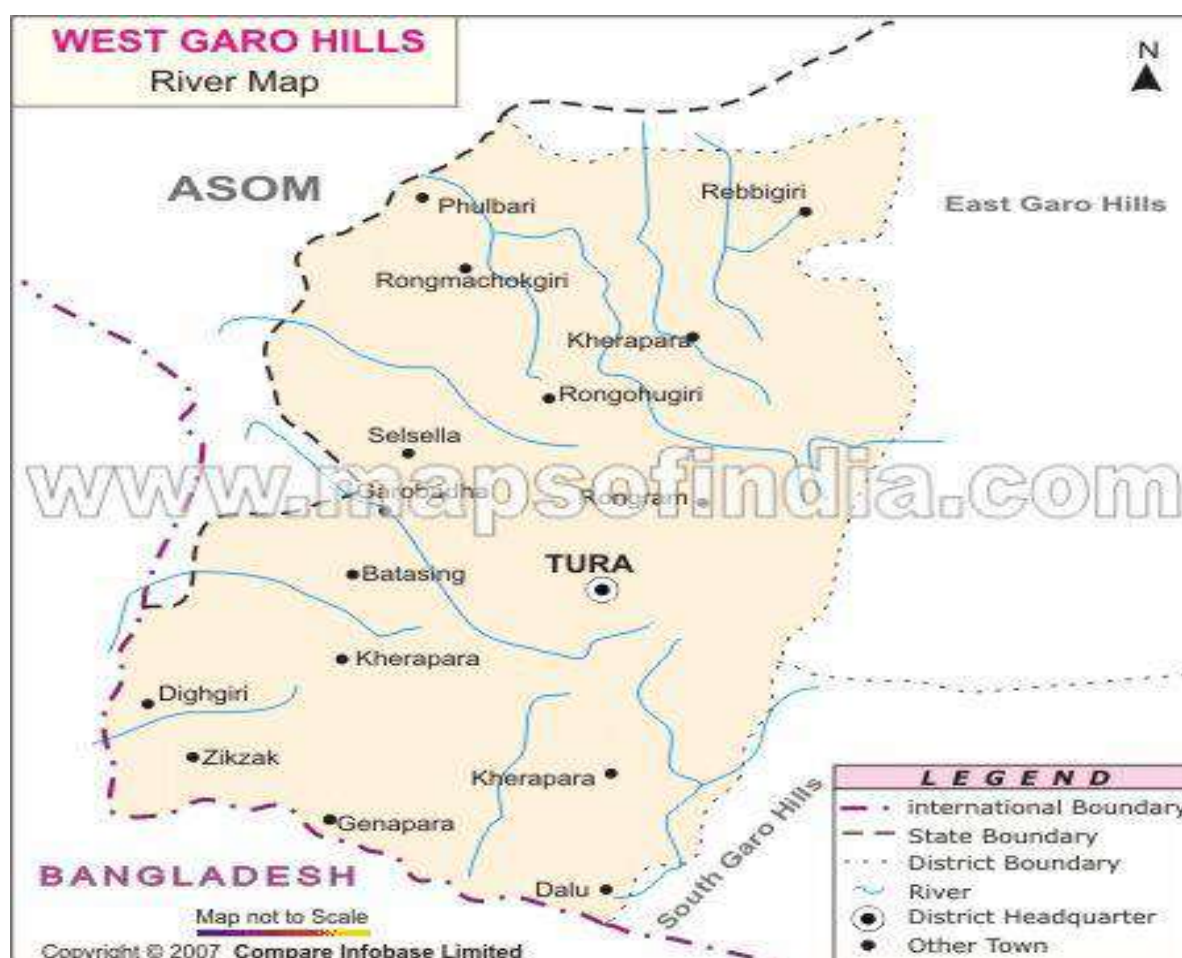 WEST GARO HILLS
River Map
N
ASOM
Phulbari
Rebbigiri
East Garo Hills
Rongmachokgiri
Kherapara
Rongohugiri
Selsella
www.mapsofindia.com
Garobadha
Rongram
TURA
Batasing
Kherapara
Dighgiri
Zikzak
Kherapara
Genapara
BANGLADESH
Dalu
South Garo Hills
Map not to Scale
Copyright © 2007 Compare Infobase Limited
LEGEND
international Boundary
State Boundary
District Boundary
River
District Headquarter
Other Town